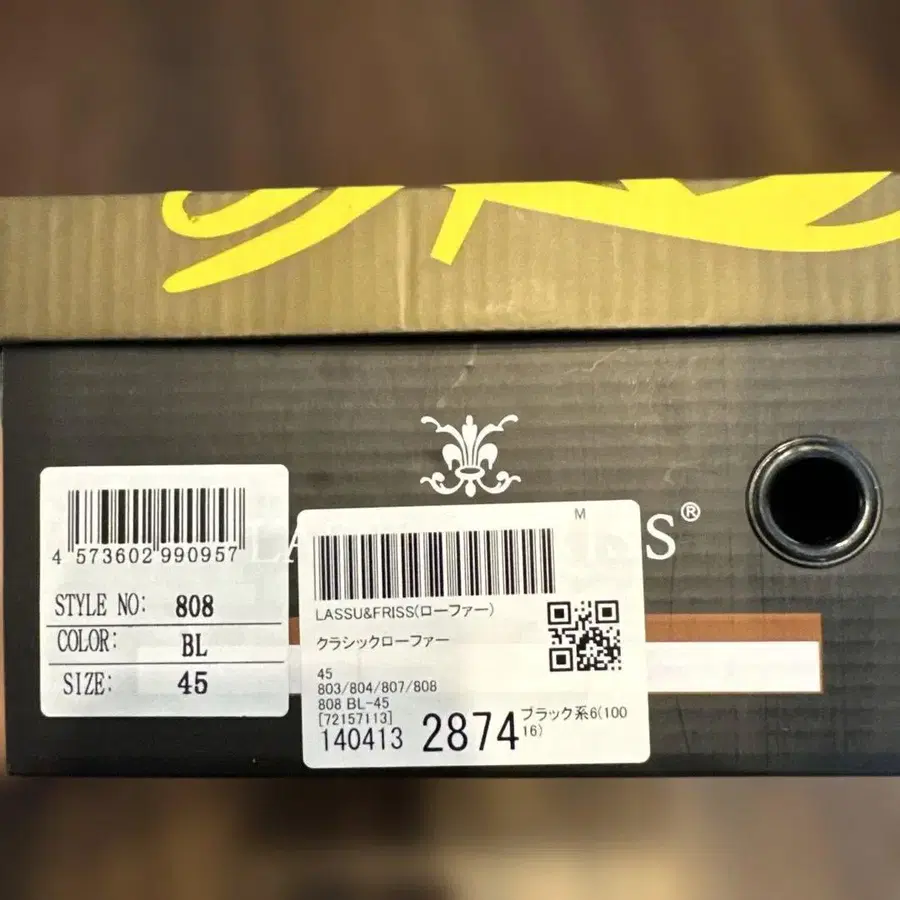 4 573602 990957
STYLE NO: 808
COLOR: BL
SIZE: 45
M
LASSU&FRISS(ローファー)
クラシックローファー
45
803/804/807/808
808 BL-45
[72157113]
140413 2874 ブラック系6(100
16)
LA SS®